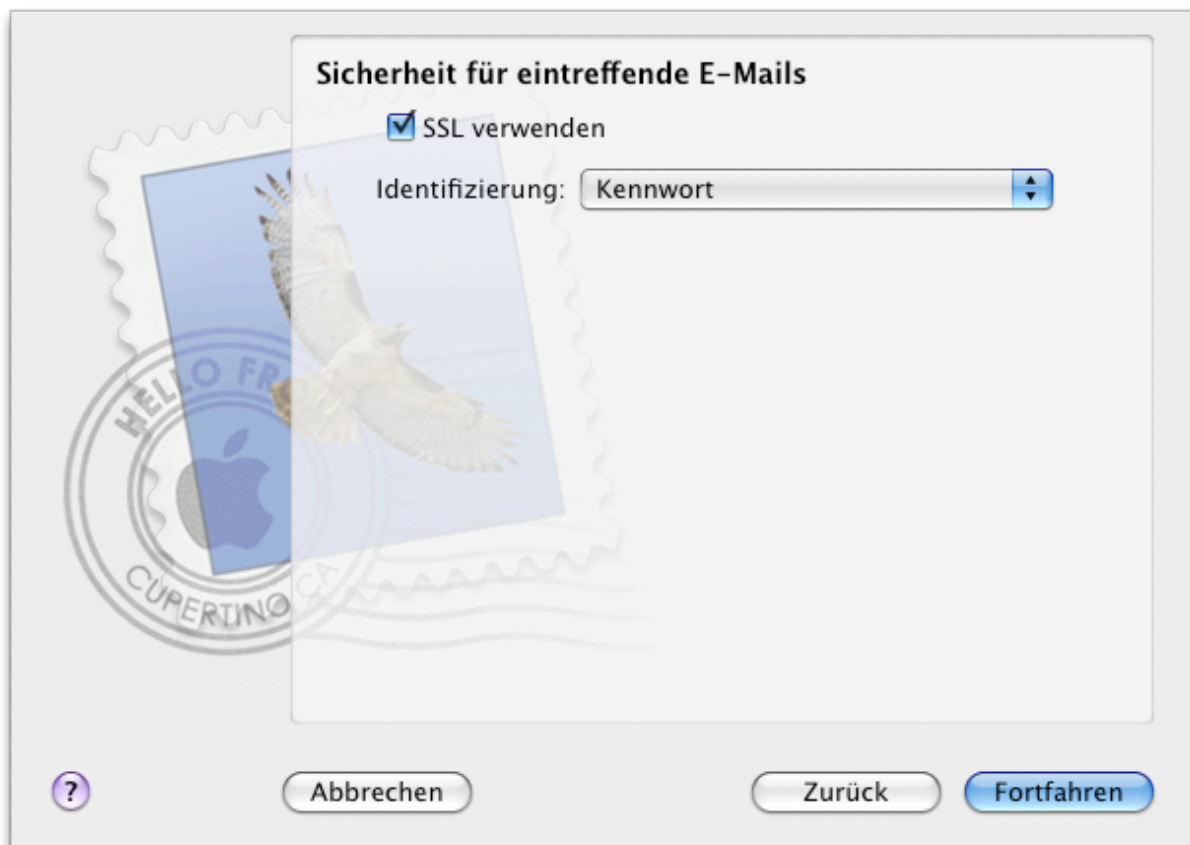 Sicherheit für eintreffende E-Mails
SSL verwenden
Identifizierung: Kennwort
HELLO FR
CUPERTINO CA
?
Abbrechen
Zurück
Fortfahren